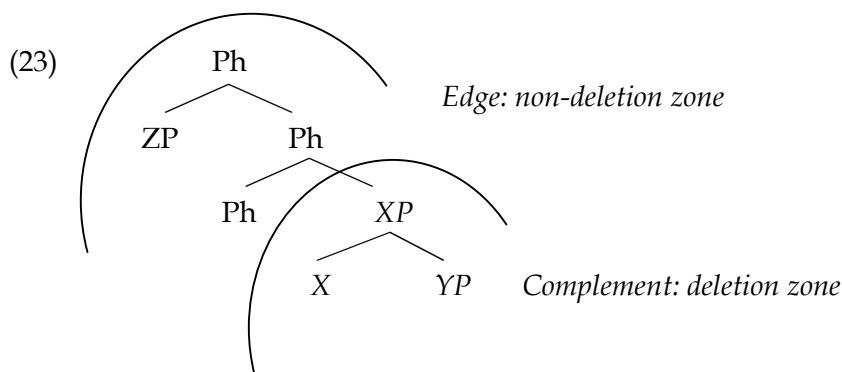 (23)
Ph
Edge: non-deletion zone
ZP Ph
Ph XP
X YP Complement: deletion zone